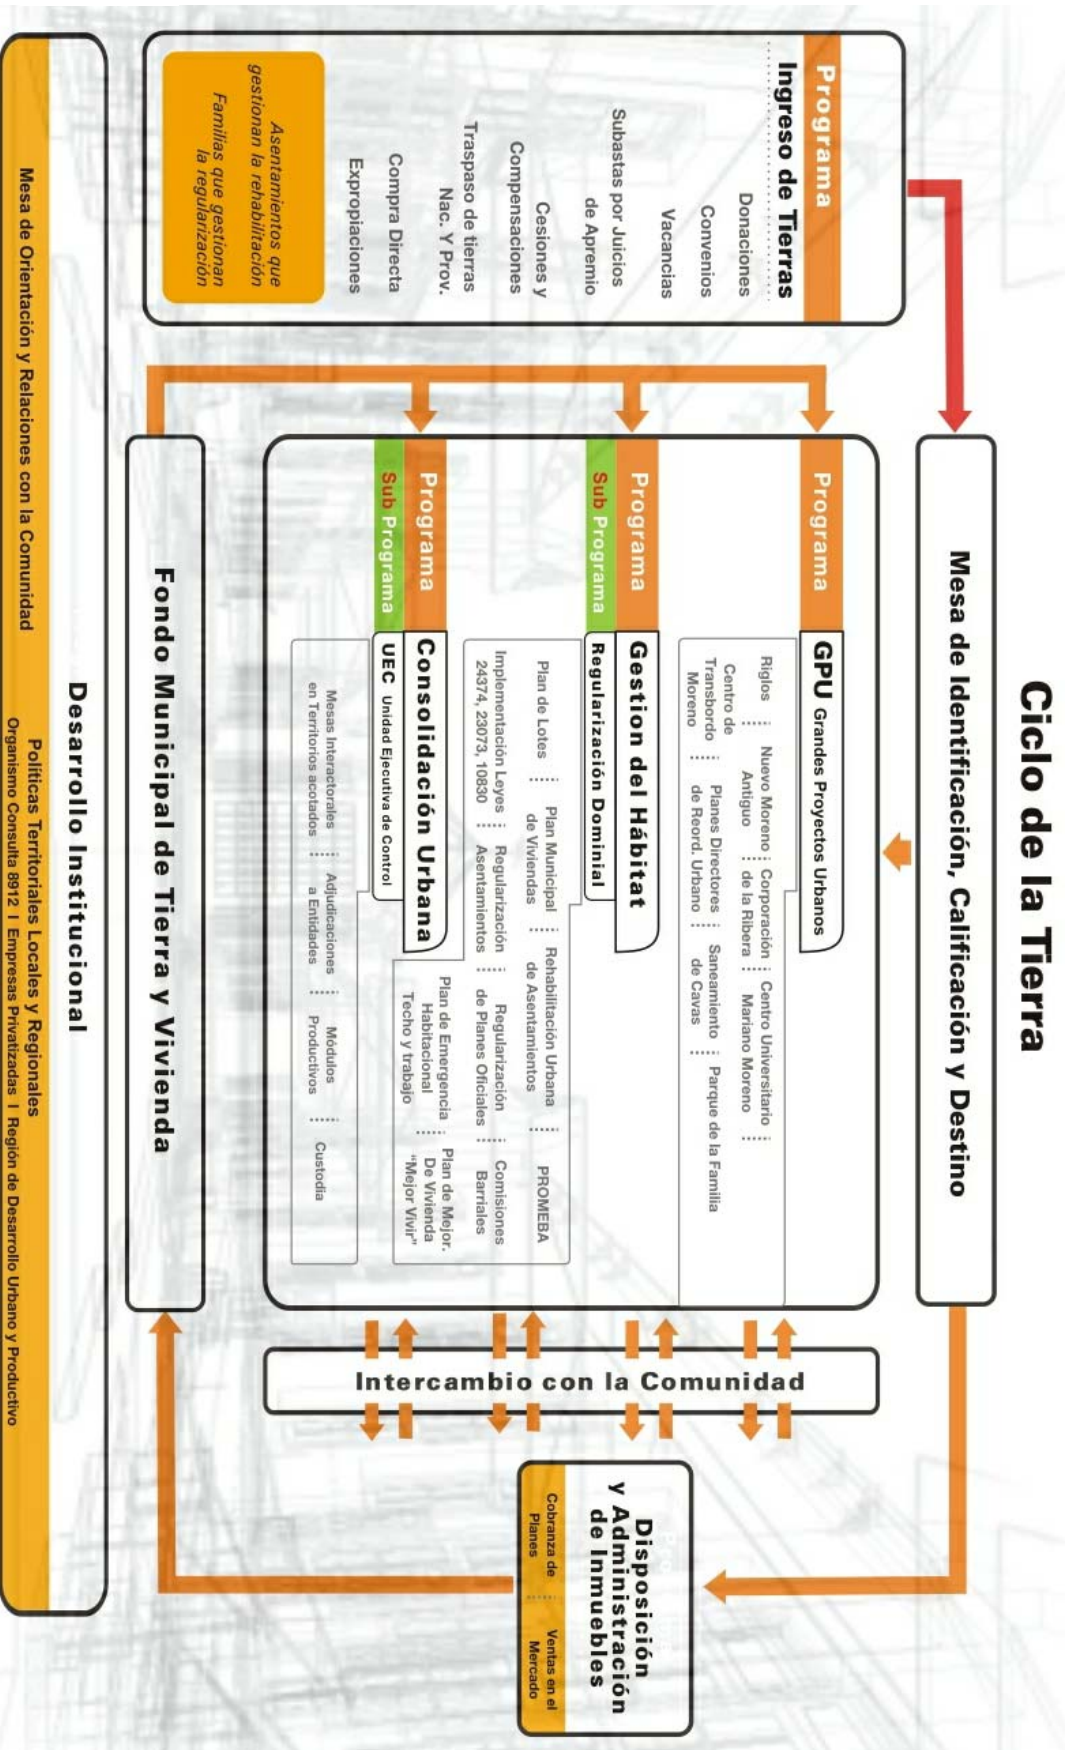 Ciclo de la Tierra
Programa
Ingreso de Tierras
Donaciones
Convenios
Vacancias
Subastas por Juicios
de Apremio
Cesiones y
Compensaciones
Traspaso de tierras
Nac. Y Prov.
Compra Directa
Expropiaciones
Asentamientos que
gestionan la rehabilitación
Familias que gestionan
la regularización
Mesa de Identificación, Calificación y Destino
Programa
GPU Grandes Proyectos Urbanos
Riglos
Nuevo Moreno
Antiguo
Corporación
de la Ribera
Centro Universitario
Mariano Moreno
Centro de
Transbordo
Moreno
Planes Directores
de Reord. Urbano
Saneamiento
de Cavas
Parque de la Familia
Programa
Gestion del Hábitat
Sub Programa
Regularización Dominial
Plan de Lotes
Plan Municipal
de Viviendas
Rehabilitación Urbana
de Asentamientos
PROMEBA
Implementación Leyes
24374, 23073, 10830
Regularización
Asentamientos
Regularización
de Planes Oficiales
Comisiones
Barriales
Programa
Consolidación Urbana
Sub Programa
UEC Unidad Ejecutiva de Control
Plan de Emergencia
Habitacional
Techo y trabajo
Plan de Mejor.
De Vivienda
"Mejor Vivir"
Mesas Interactorales
en Territorios acotados
Adjudicaciones
a Entidades
Módulos
Productivos
Custodia
Intercambio con la Comunidad
Disposición
y Administración
de Inmuebles
Cobranza de
Planes
Ventas en el
Mercado
Fondo Municipal de Tierra y Vivienda
Desarrollo Institucional
Mesa de Orientación y Relaciones con la Comunidad
Políticas Territoriales Locales y Regionales
Organismo Consulta 8912 I Empresas Privatizadas I Región de Desarrollo Urbano y Productivo